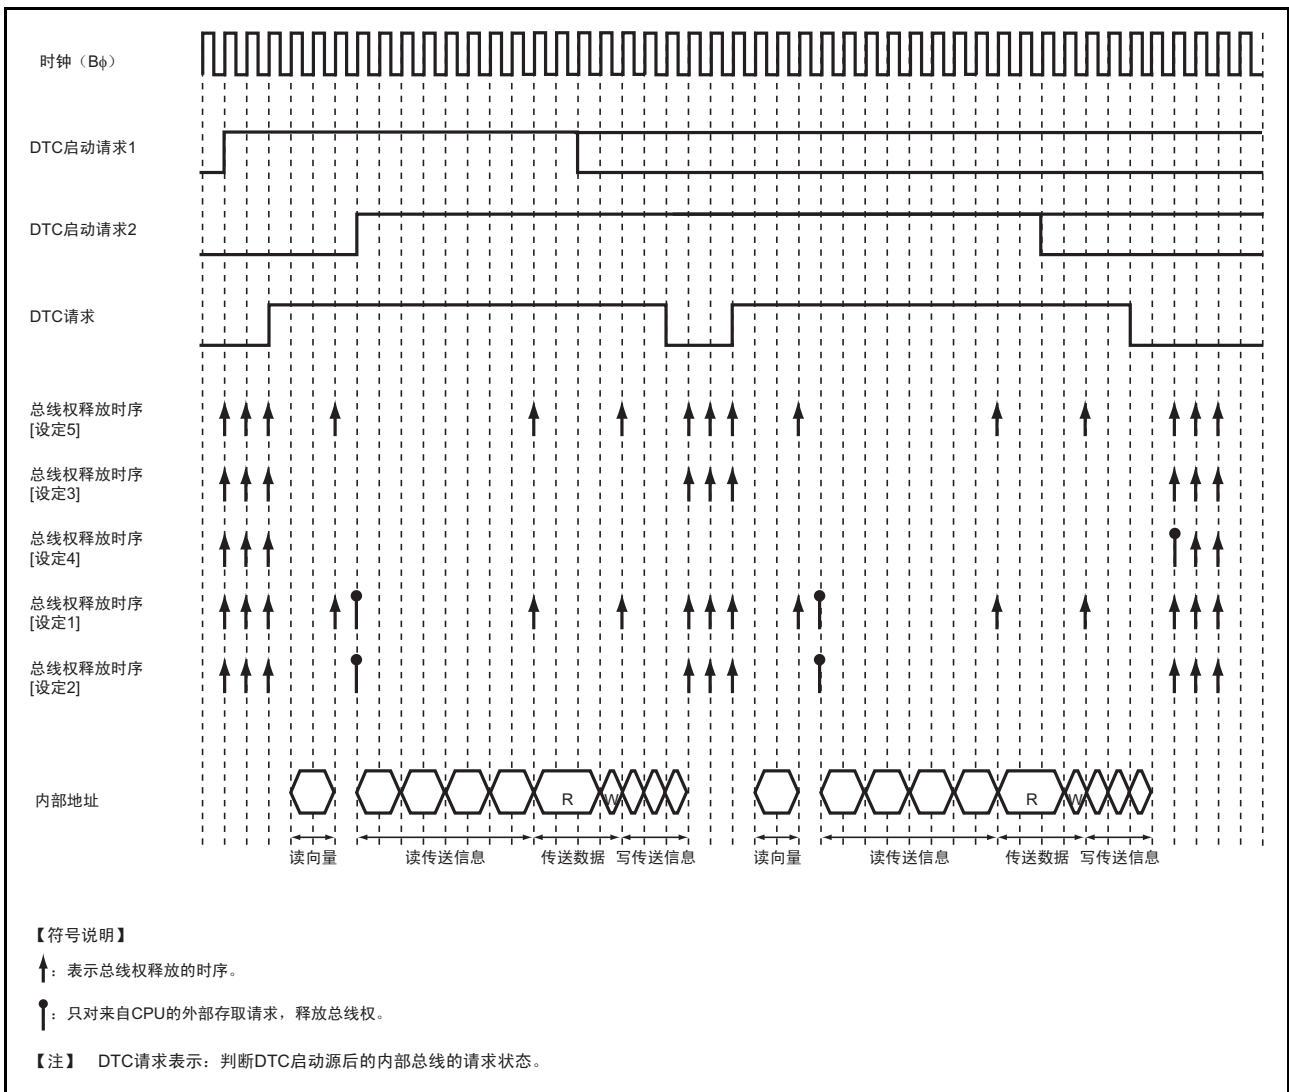 时钟（Bϕ）
DTC启动请求1
DTC启动请求2
DTC请求
总线权释放时序
[设定5]
总线权释放时序
[设定3]
总线权释放时序
[设定4]
总线权释放时序
[设定1]
总线权释放时序
[设定2]
内部地址
R W R W
读向量 读传送信息 传送数据 写传送信息 读向量 读传送信息 传送数据 写传送信息
【符号说明】
：表示总线权释放的时序。
：只对来自CPU的外部存取请求，释放总线权。
【注】 DTC请求表示：判断DTC启动源后的内部总线的请求状态。